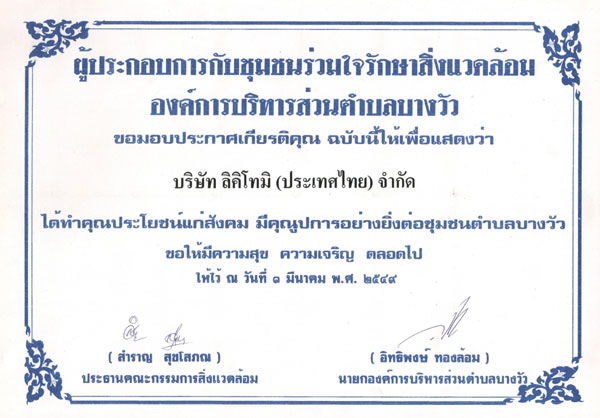 ผู้ประกอบการกับชุมชนร่วมใจรักษาสิ่งแวดล้อม
องค์การบริหารส่วนตำบลบางวัว
ขอมอบประกาศเกียรติคุณ ฉบับนี้ให้เพื่อแสดงว่า
บริษัท ลิคิโทมิ (ประเทศไทย) จำกัด
ได้ทำคุณประโยชน์แก่สังคม มีคุณูปการอย่างยิ่งต่อชุมชนตำบลบางวัว
ขอให้มีความสุข ความเจริญ ตลอดไป
ให้ไว้ ณ วันที่ ๑ มีนาคม พ.ศ. ๒๕๔๙
( สำราญ สุขโสภณ ) ( อิทธิพงษ์ ทองล้อม )
ประธานคณะกรรมการสิ่งแวดล้อม นายกองค์การบริหารส่วนตำบลบางวัว